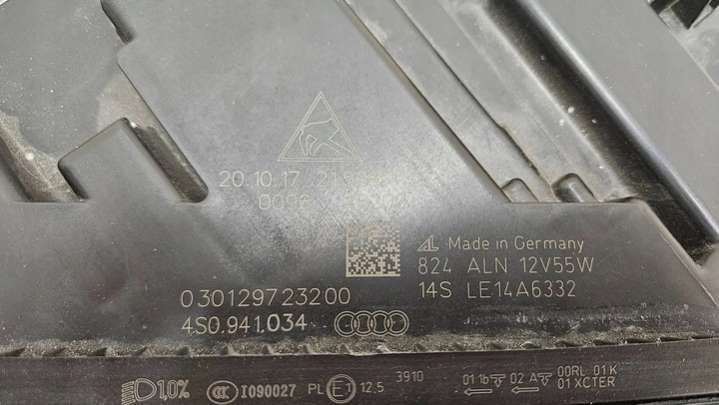 20.10.17
Made in Germany
824 ALN 12V55W
14S LE14A6332
030129723200
4S0.941.034
1,0% CCC I090027 PL E1 12,5 3910 01 1b 02 A 00RL 01K
01XCTER